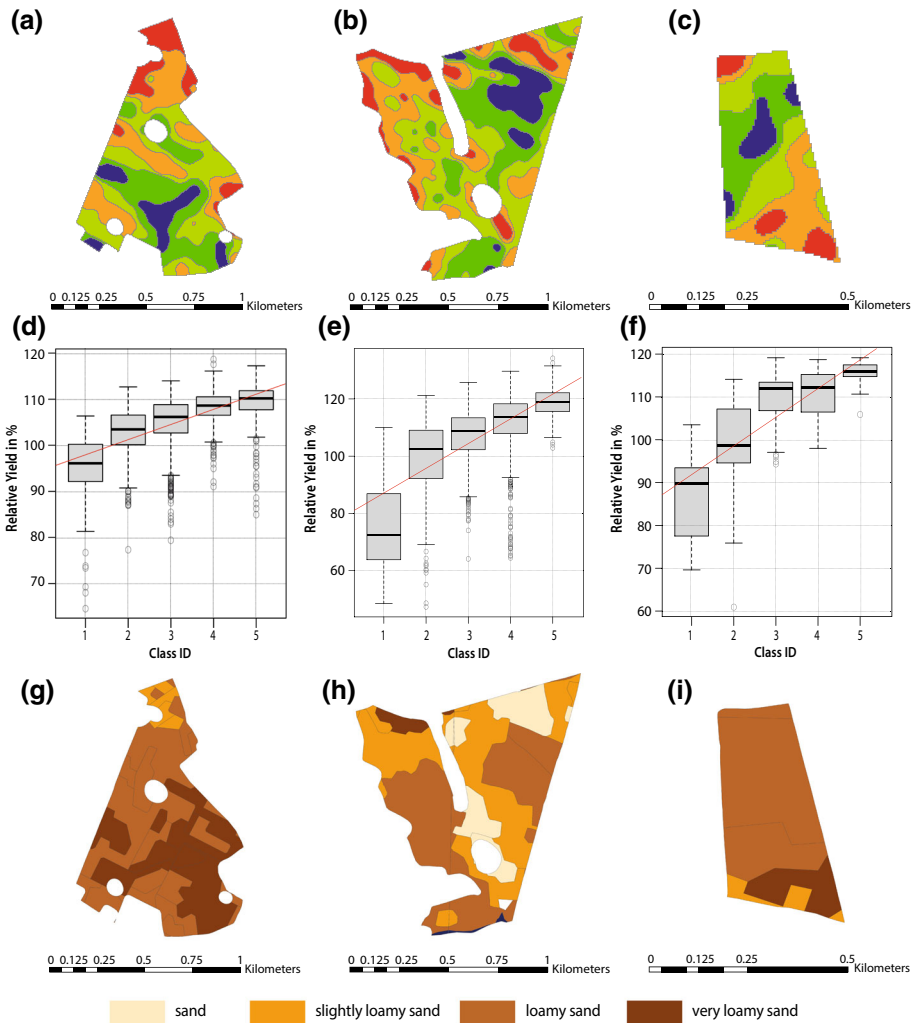 (a) (b) (c)
0 0.125 0.25 0.5 0.75 1 Kilometers
0 0.125 0.25 0.5 0.75 1 Kilometers
0 0.125 0.25 0.5 Kilometers
(d) (e) (f)
Relative Yield in %
120
110
100
90
80
70
1 2 3 4 5
Class ID
Relative Yield in %
120
100
80
60
1 2 3 4 5
Class ID
Relative Yield in %
120
110
100
90
80
70
60
1 2 3 4 5
Class ID
(g) (h) (i)
0 0.125 0.25 0.5 0.75 1 Kilometers
0 0.125 0.25 0.5 0.75 1 Kilometers
0 0.125 0.25 0.5 Kilometers
sand slightly loamy sand loamy sand very loamy sand